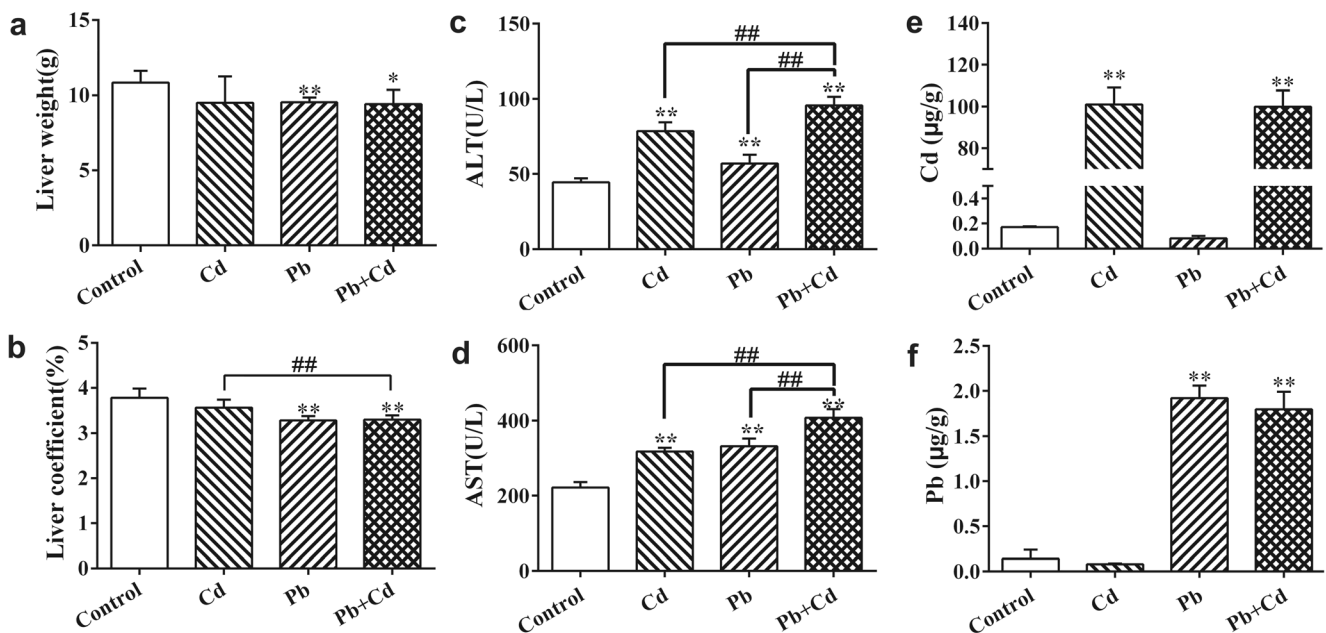 a
Liver weight(g)
15
10
5
0
**
*
Control
Cd
Pb
Pb+Cd
b
Liver coefficient(%)
5
4
3
2
1
0
##
**
**
Control
Cd
Pb
Pb+Cd
c
ALT(U/L)
150
100
50
0
##
##
**
**
**
Control
Cd
Pb
Pb+Cd
d
AST(U/L)
600
400
200
0
##
##
**
**
**
Control
Cd
Pb
Pb+Cd
e
Cd (µg/g)
140
120
100
80
0.4
0.2
0.0
**
**
Control
Cd
Pb
Pb+Cd
f
Pb (µg/g)
2.5
2.0
1.5
1.0
0.5
0.0
**
**
Control
Cd
Pb
Pb+Cd